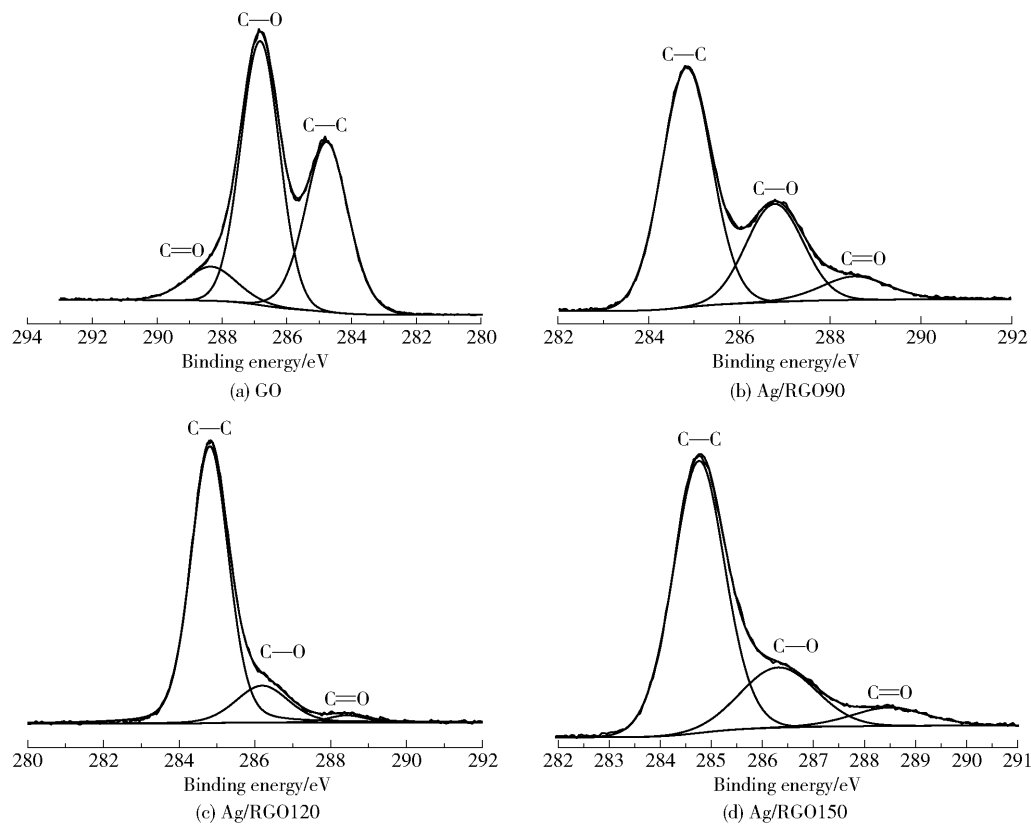 C—O
C—C
C=O
294 292 290 288 286 284 282 280
Binding energy/eV
(a) GO
C—C
C—O
C=O
282 284 286 288 290 292
Binding energy/eV
(b) Ag/RGO90
C—C
C—O
C=O
280 282 284 286 288 290 292
Binding energy/eV
(c) Ag/RGO120
C—C
C—O
C=O
282 283 284 285 286 287 288 289 290 291
Binding energy/eV
(d) Ag/RGO150